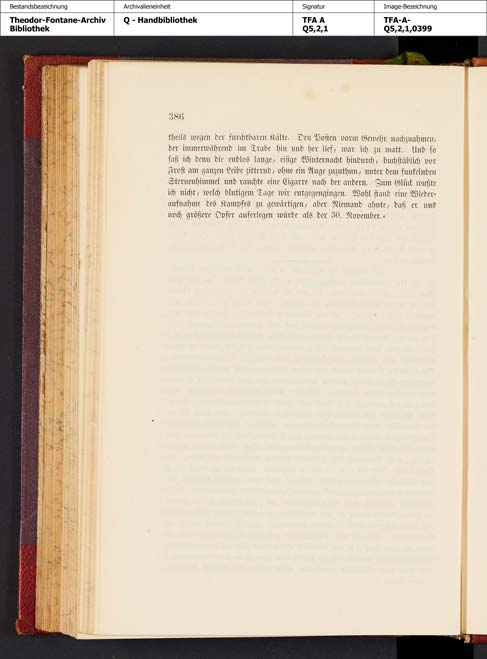 Bestandsbezeichnung
Archivalieneinheit
Signatur
Image-Bezeichnung
Theodor-Fontane-Archiv
Bibliothek
Q - Handbibliothek
TFA A
Q5,2,1
TFA-A-
Q5,2,1,0399
386
theils wegen der furchtbaren Kälte. Den Posten vorm Gewehr nachzuahmen,
der immerwährend im Trabe hin und her lief, war ich zu matt. Und so
saß ich denn die endlos lange, eisige Winternacht hindurch, buchstäblich vor
Frost am ganzen Leibe zitternd, ohne ein Auge zuzuthun, unter dem funkelnden
Sternenhimmel und rauchte eine Cigarre nach der andern. Zum Glück wußte
ich nicht, welch blutigem Tage wir entgegengingen. Wohl stand eine Wieder-
aufnahme des Kampfes zu gewärtigen, aber Niemand ahnte, daß er uns
noch größere Opfer auferlegen würde als der 30. November.«